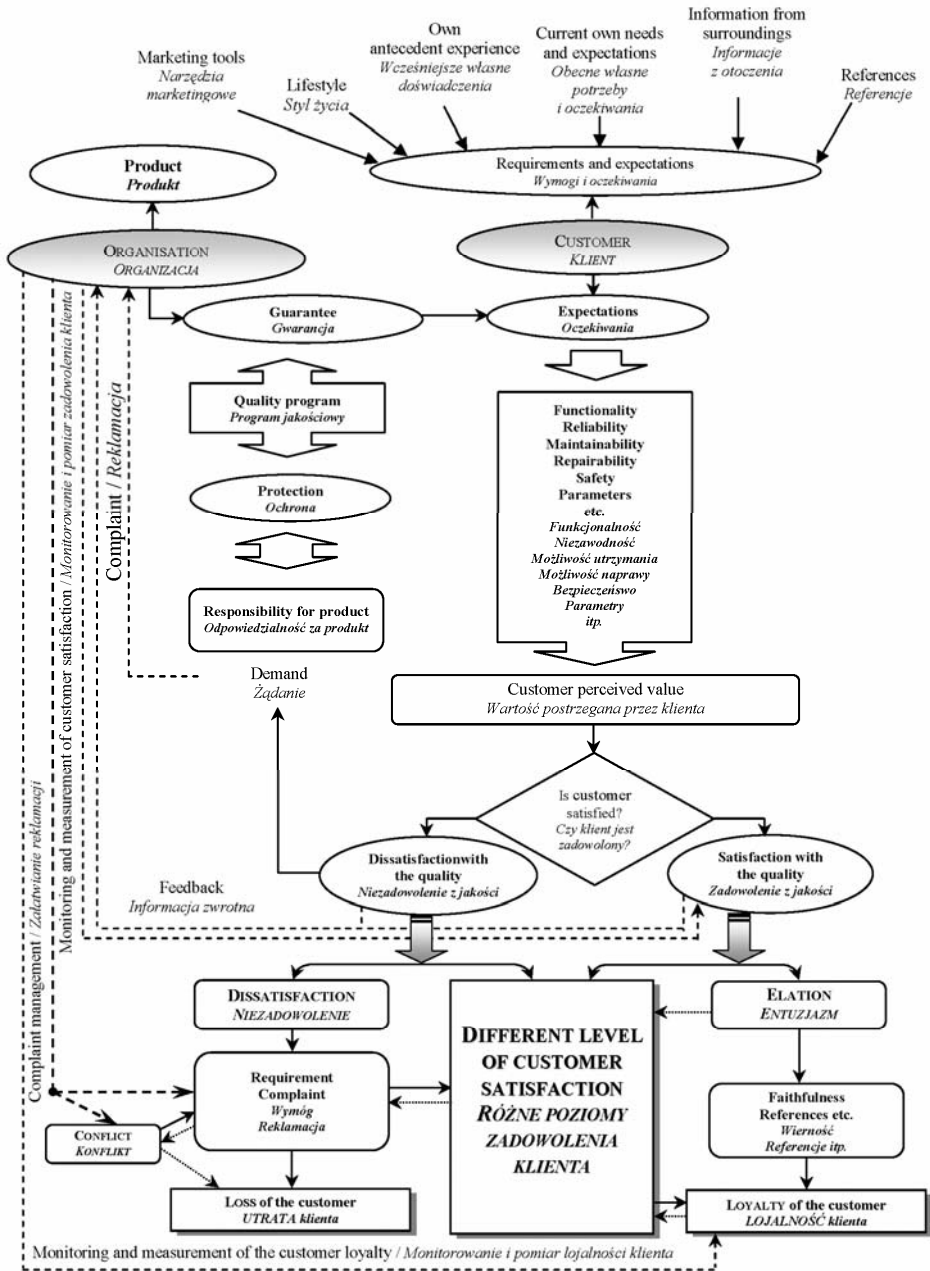 Marketing tools
Narzędzia
marketingowe
Lifestyle
Styl życia
Own
antecedent experience
Wcześniejsze własne
doświadczenia
Current own needs
and expectations
Obecne własne
potrzeby
i oczekiwania
Information from
surroundings
Informacje
z otoczenia
References
Referencje
Requirements and expectations
Wymogi i oczekiwania
Product
Produkt
ORGANISATION
ORGANIZACJA
CUSTOMER
KLIENT
Guarantee
Gwarancja
Expectations
Oczekiwania
Quality program
Program jakościowy
Protection
Ochrona
Responsibility for product
Odpowiedzialność za produkt
Functionality
Reliability
Maintainability
Repairability
Safety
Parameters
etc.
Funkcjonalność
Niezawodność
Możliwość utrzymania
Możliwość naprawy
Bezpieczeńswo
Parametry
itp.
Demand
Żądanie
Customer perceived value
Wartość postrzegana przez klienta
Is customer
satisfied?
Czy klient jest
zadowolony?
Dissatisfactionwith
the quality
Niezadowolenie z jakości
Satisfaction with
the quality
Zadowolenie z jakości
Feedback
Informacja zwrotna
Complaint / Reklamacja
Monitoring and measurement of customer satisfaction / Monitorowanie i pomiar zadowolenia klienta
Complaint management / Załatwianie reklamacji
DISSATISFACTION
NIEZADOWOLENIE
Requirement
Complaint
Wymóg
Reklamacja
CONFLICT
KONFLIKT
LOSS of the customer
UTRATA klienta
DIFFERENT LEVEL
OF CUSTOMER
SATISFACTION
RÓŻNE POZIOMY
ZADOWOLENIA
KLIENTA
ELATION
ENTUZJAZM
Faithfulness
References etc.
Wierność
Referencje itp.
LOYALTY of the customer
LOJALNOŚĆ klienta
Monitoring and measurement of the customer loyalty / Monitorowanie i pomiar lojalności klienta